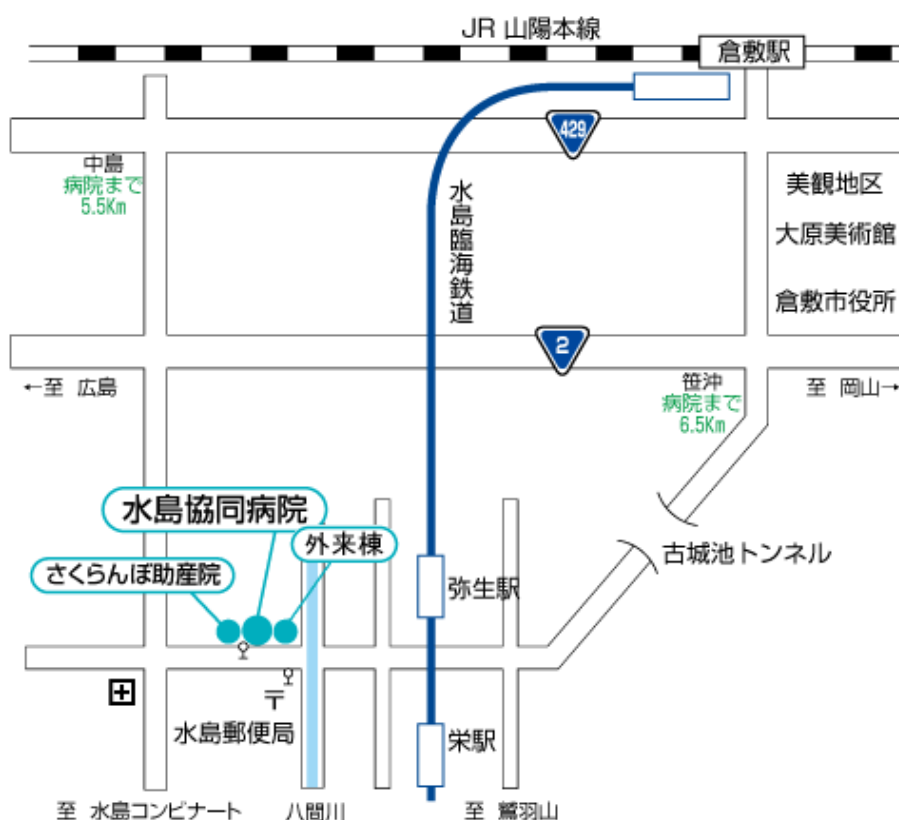 JR 山陽本線
倉敷駅
429
中島
病院まで
5.5Km
水島臨海鉄道
美観地区
大原美術館
倉敷市役所
2
←至 広島
笹沖
病院まで
6.5Km
至 岡山→
水島協同病院
外来棟
さくらんぼ助産院
古城池トンネル
弥生駅
〒
水島郵便局
栄駅
至 水島コンビナート
八間川
至 鷲羽山